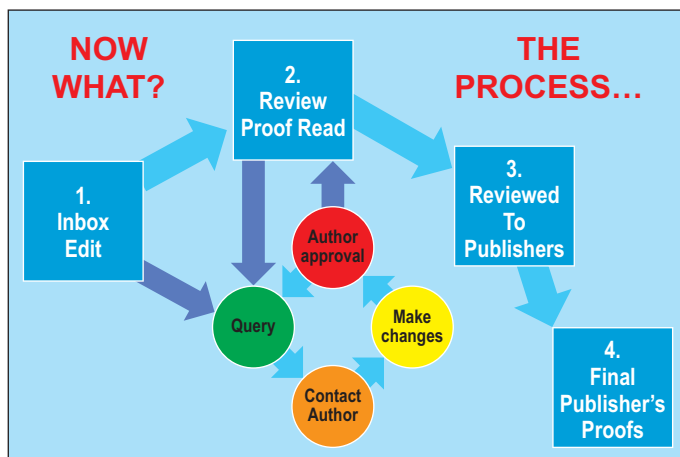 NOW
WHAT?
THE
PROCESS...
1.
Inbox
Edit
2.
Review
Proof Read
3.
Reviewed
To
Publishers
4.
Final
Publisher’s
Proofs
Author
approval
Query
Make
changes
Contact
Author